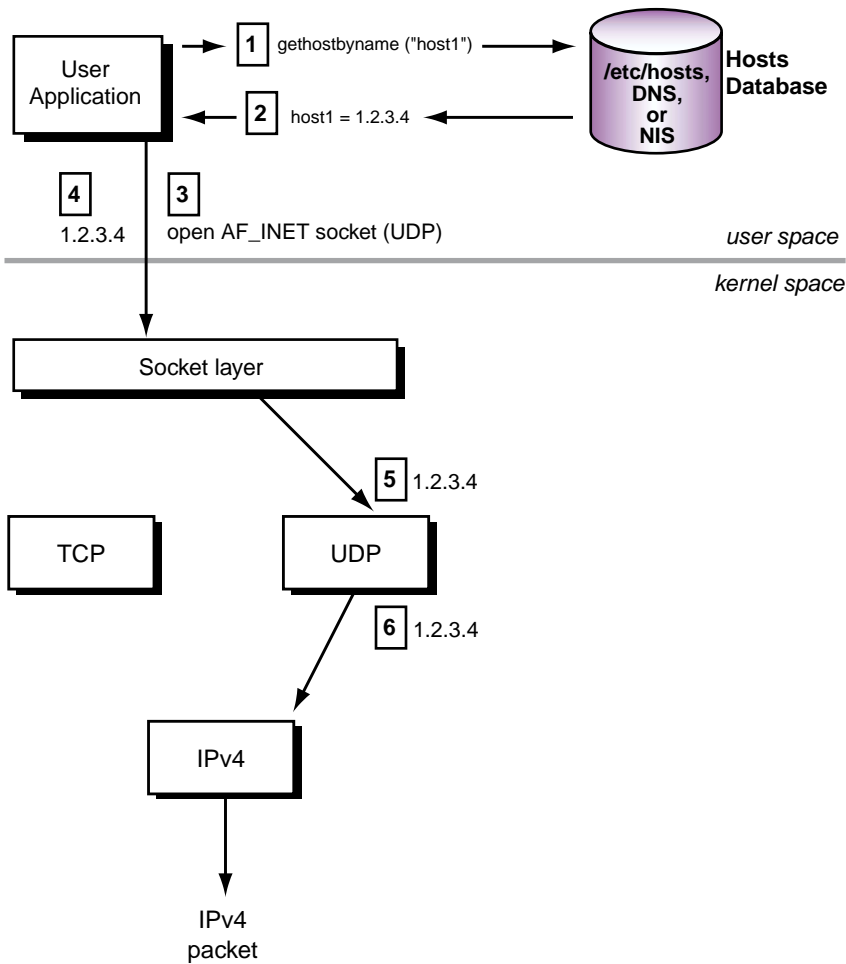 User
Application
1
gethostbyname ("host1")
2
host1 = 1.2.3.4
/etc/hosts,
DNS,
or
NIS
Hosts
Database
4
1.2.3.4
3
open AF_INET socket (UDP)
user space
kernel space
Socket layer
5
1.2.3.4
TCP
UDP
6
1.2.3.4
IPv4
IPv4
packet